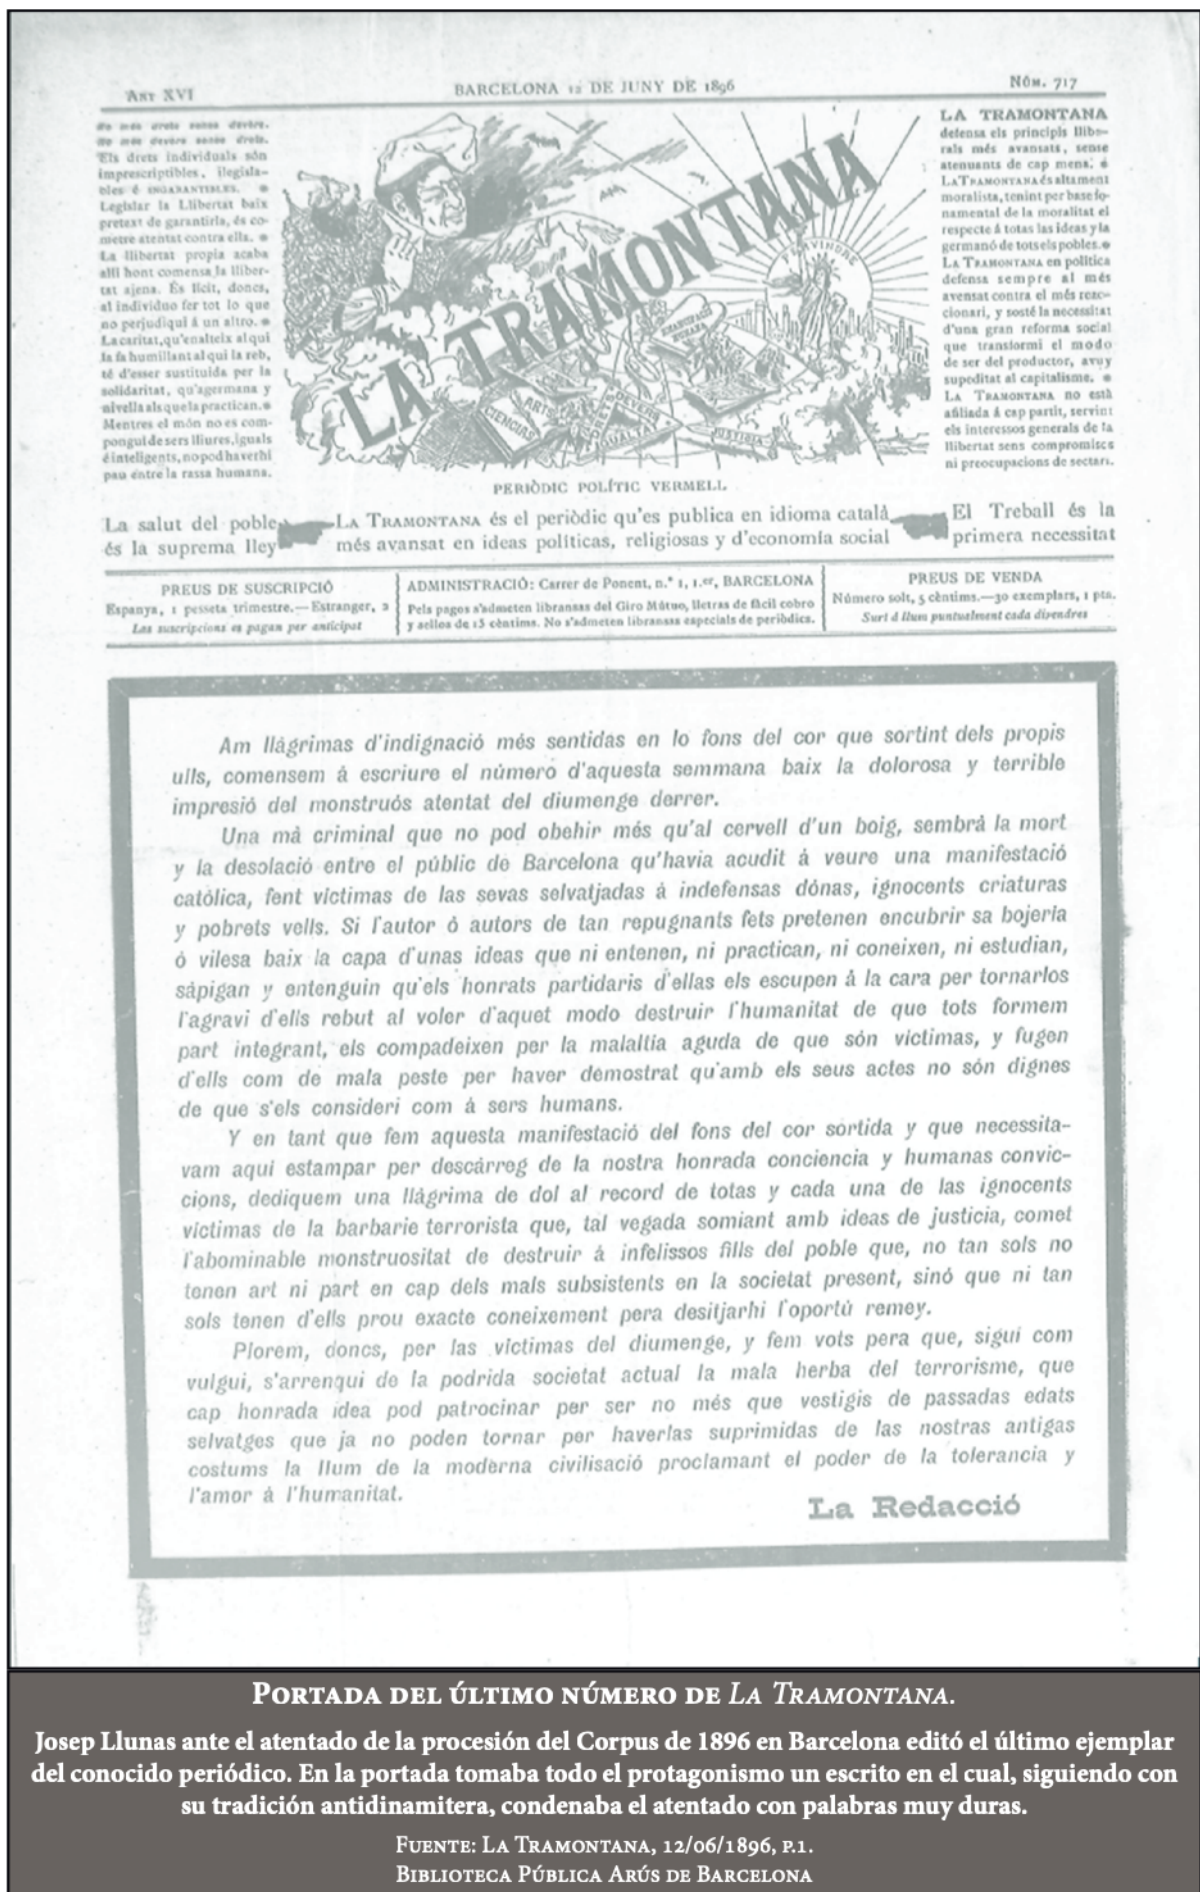 ANY XVI
BARCELONA 12 DE JUNY DE 1896
Núm. 717
No més drets sense devers.
No més devers sense drets.
Els drets individuals són
imprescriptibles, ilegisla-
bles é INGARANTIBLES.
Legislar la Llibertat baix
pretext de garantirla, és co-
metre atentat contra ella.
La llibertat propia acaba
allí hont comensa la lliber-
tat ajena. És lícit, doncs,
al individuo fer tot lo que
no perjudiqui á un altro.
La caritat, qu'enalteix al qui
la fa humillant al qui la reb,
té d'esser sustituida per la
solidaritat, qu'agermana y
nivella als que la practican.
Mentres el món no es com-
pongui de sers lliures, iguals
é inteligents, no pod haverhi
pau entre la rassa humana.
LA TRAMONTANA
PERVINDRE
EMANCIPACIÓ
HUMANA
CIENCIAS
ARTS
DRETS
DEVERS
IGUALTAT
JUSTICIA
LA TRAMONTANA
defensa els principis llibe-
rals més avansats, sense
atenuants de cap mena. é
LA TRAMONTANA és altament
moralista, tenint per base fo-
namental de la moralitat el
respecte á totas las ideas y la
germanó de tots els pobles.
LA TRAMONTANA en política
defensa sempre al més
avensat contra el més reac-
cionari, y sosté la necessitat
d'una gran reforma social
que transformi el modo
de ser del productor, avuy
supeditat al capitalisme.
LA TRAMONTANA no està
afiliada á cap partit, servint
els interessos generals de la
llibertat sens compromisos
ni preocupacions de sectari.
PERIÒDIC POLÍTIC VERMELL
La salut del poble
és la suprema lley
LA TRAMONTANA és el periòdic qu'es publica en idioma català
més avansat en ideas políticas, religiosas y d'economía social
El Treball és la
primera necessitat
PREUS DE SUSCRIPCIÓ
Espanya, 1 pesseta trimestre.—Estranger, 2
Las suscripcions es pagan per anticipat
ADMINISTRACIÓ: Carrer de Ponent, n.º 1, 1.er, BARCELONA
Pels pagos s'admeten libransas del Giro Mútuo, lletras de fácil cobro
y sellos de 15 cèntims. No s'admeten libransas especials de periòdics.
PREUS DE VENDA
Número solt, 5 cèntims.—30 exemplars, 1 pta.
Surt á llum puntualment cada divendres
Am llágrimas d'indignació més sentidas en lo fons del cor que sortint dels propis
ulls, comensem á escriure el número d'aquesta semmana baix la dolorosa y terrible
impresió del monstruós atentat del diumenge derrer.
Una má criminal que no pod obehir més qu'al cervell d'un boig, sembrá la mort
y la desolació entre el públic de Barcelona qu'havia acudit á veure una manifestació
católica, fent víctimas de las sevas selvatjadas á indefensas dónas, ignocents criaturas
y pobrets vells. Si l'autor ó autors de tan repugnants fets pretenen encubrir sa bojeria
ó vilesa baix la capa d'unas ideas que ni entenen, ni practican, ni coneixen, ni estudian,
sápigan y entenguin qu'els honrats partidaris d'ellas els escupen á la cara per tornarlos
l'agravi d'ells rebut al voler d'aquet modo destruir l'humanitat de que tots formem
part integrant, els compadeixen per la malaltia aguda de que són víctimas, y fugen
d'ells com de mala peste per haver demostrat qu'amb els seus actes no són dignes
de que s'els consideri com á sers humans.
Y en tant que fem aquesta manifestació del fons del cor sortida y que necessita-
vam aquí estampar per descárreg de la nostra honrada conciencia y humanas convic-
cions, dediquem una llágrima de dol al record de totas y cada una de las ignocents
víctimas de la barbarie terrorista que, tal vegada somiant amb ideas de justicia, comet
l'abominable monstruositat de destruir á infelissos fills del poble que, no tan sols no
tenen art ni part en cap dels mals subsistents en la societat present, sinó que ni tan
sols tenen d'ells prou exacte coneixement pera desitjarhi l'oportú remey.
Plorem, doncs, per las víctimas del diumenge, y fem vots pera que, sigui com
vulgui, s'arrenqui de la podrida societat actual la mala herba del terrorisme, que
cap honrada idea pod patrocinar per ser no més que vestigis de passadas edats
selvatges que ja no poden tornar per haverlas suprimidas de las nostras antigas
costums la llum de la moderna civilisació proclamant el poder de la tolerancia y
l'amor á l'humanitat.
La Redacció
PORTADA DEL ÚLTIMO NÚMERO DE LA TRAMONTANA.
Josep Llunas ante el atentado de la procesión del Corpus de 1896 en Barcelona editó el último ejemplar
del conocido periódico. En la portada tomaba todo el protagonismo un escrito en el cual, siguiendo con
su tradición antidinamitera, condenaba el atentado con palabras muy duras.
FUENTE: LA TRAMONTANA, 12/06/1896, P.1.
BIBLIOTECA PÚBLICA ARÚS DE BARCELONA